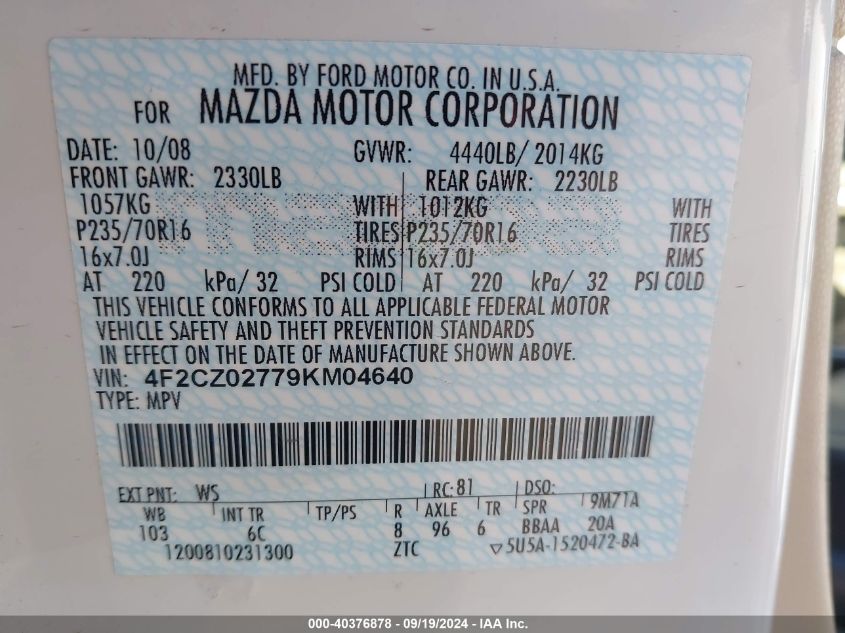 MFD. BY FORD MOTOR CO. IN U.S.A.
FOR MAZDA MOTOR CORPORATION
DATE: 10/08 GVWR: 4440LB/ 2014KG
FRONT GAWR: 2330LB REAR GAWR: 2230LB
1057KG WITH 1012KG WITH
P235/70R16 TIRES P235/70R16 TIRES
16x7.0J RIMS 16x7.0J RIMS
AT 220 kPa/ 32 PSI COLD AT 220 kPa/ 32 PSI COLD
THIS VEHICLE CONFORMS TO ALL APPLICABLE FEDERAL MOTOR
VEHICLE SAFETY AND THEFT PREVENTION STANDARDS
IN EFFECT ON THE DATE OF MANUFACTURE SHOWN ABOVE.
VIN: 4F2CZ02779KM04640
TYPE: MPV
EXT PNT: WS RC: 81 DSO:
WB INT TR TP/PS R AXLE TR SPR 9M71A
103 6C 8 96 6 BBAA 20A
1200810231300 ZTC ▽5U5A-1520472-BA
000-40376878 - 09/19/2024 - IAA Inc.